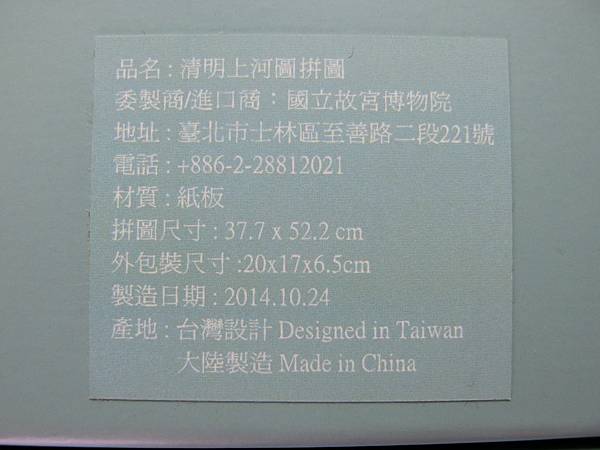 品名 : 清明上河圖拼圖
委製商/進口商 : 國立故宮博物院
地址 : 臺北市士林區至善路二段221號
電話 : +886-2-28812021
材質 : 紙板
拼圖尺寸 : 37.7 x 52.2 cm
外包裝尺寸 :20x17x6.5cm
製造日期 : 2014.10.24
產地 : 台灣設計 Designed in Taiwan
大陸製造 Made in China